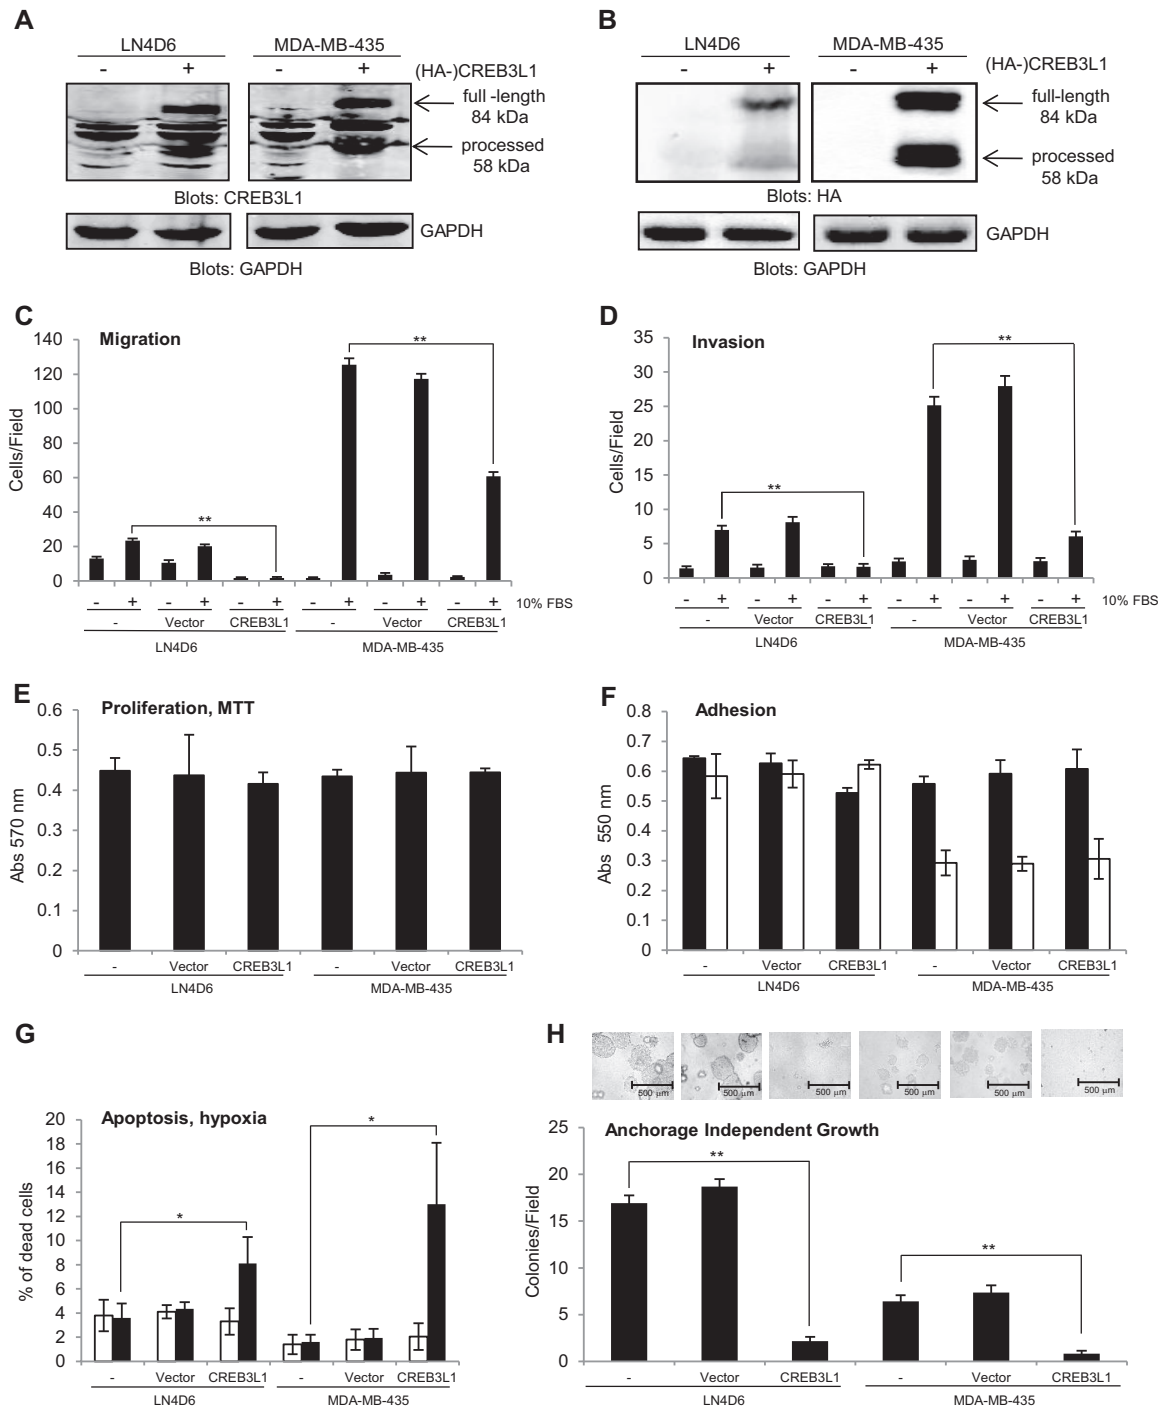 A
LN4D6 MDA-MB-435
- + - + (HA-)CREB3L1
full -length
84 kDa
processed
58 kDa
Blots: CREB3L1
GAPDH
Blots: GAPDH
B
LN4D6 MDA-MB-435
- + - + (HA-)CREB3L1
full-length
84 kDa
processed
58 kDa
Blots: HA
GAPDH
Blots: GAPDH
C
Migration
Cells/Field
140
120
100
80
60
40
20
0
** **
- + - + - + - + - + - + 10% FBS
- Vector CREB3L1 - Vector CREB3L1
LN4D6 MDA-MB-435
D
Invasion
Cells/Field
35
30
25
20
15
10
5
0
** **
- + - + - + - + - + - + 10% FBS
- Vector CREB3L1 - Vector CREB3L1
LN4D6 MDA-MB-435
E
Proliferation, MTT
Abs 570 nm
0.6
0.5
0.4
0.3
0.2
0.1
0
- Vector CREB3L1 - Vector CREB3L1
LN4D6 MDA-MB-435
F
Adhesion
Abs 550 nm
0.8
0.7
0.6
0.5
0.4
0.3
0.2
0.1
0
- Vector CREB3L1 - Vector CREB3L1
LN4D6 MDA-MB-435
G
Apoptosis, hypoxia
% of dead cells
20
18
16
14
12
10
8
6
4
2
0
* *
- Vector CREB3L1 - Vector CREB3L1
LN4D6 MDA-MB-435
H
500 µm 500 µm 500 µm 500 µm 500 µm 500 µm
Anchorage Independent Growth
Colonies/Field
25
20
15
10
5
0
** **
- Vector CREB3L1 - Vector CREB3L1
LN4D6 MDA-MB-435